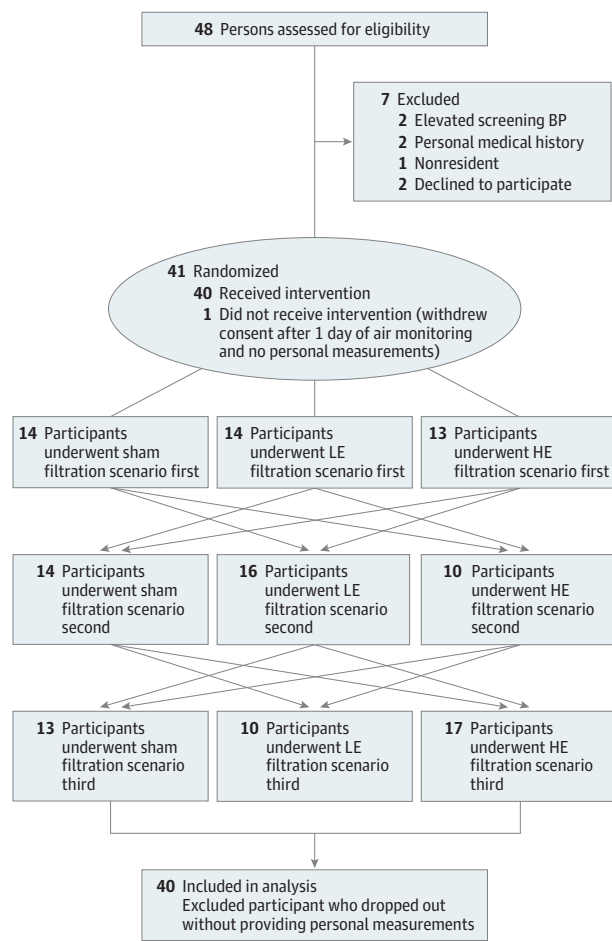 48 Persons assessed for eligibility
7 Excluded
2 Elevated screening BP
2 Personal medical history
1 Nonresident
2 Declined to participate
41 Randomized
40 Received intervention
1 Did not receive intervention (withdrew
consent after 1 day of air monitoring
and no personal measurements)
14 Participants
underwent sham
filtration scenario first
14 Participants
underwent LE
filtration scenario first
13 Participants
underwent HE
filtration scenario first
14 Participants
underwent sham
filtration scenario
second
16 Participants
underwent LE
filtration scenario
second
10 Participants
underwent HE
filtration scenario
second
13 Participants
underwent sham
filtration scenario
third
10 Participants
underwent LE
filtration scenario
third
17 Participants
underwent HE
filtration scenario
third
40 Included in analysis
Excluded participant who dropped out
without providing personal measurements